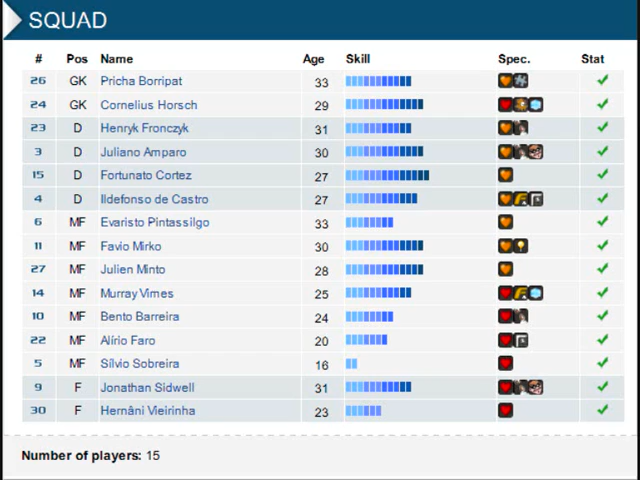 SQUAD
# Pos Name Age Skill Spec. Stat
26 GK Pricha Borripat 33
24 GK Cornelius Horsch 29
23 D Henryk Fronczyk 31
3 D Juliano Amparo 30
15 D Fortunato Cortez 27
4 D Ildefonso de Castro 27
6 MF Evaristo Pintassilgo 33
11 MF Favio Mirko 30
27 MF Julien Minto 28
14 MF Murray Vimes 25
10 MF Bento Barreira 24
22 MF Alírio Faro 20
5 MF Sílvio Sobreira 16
9 F Jonathan Sidwell 31
30 F Hernâni Vieirinha 23
Number of players: 15